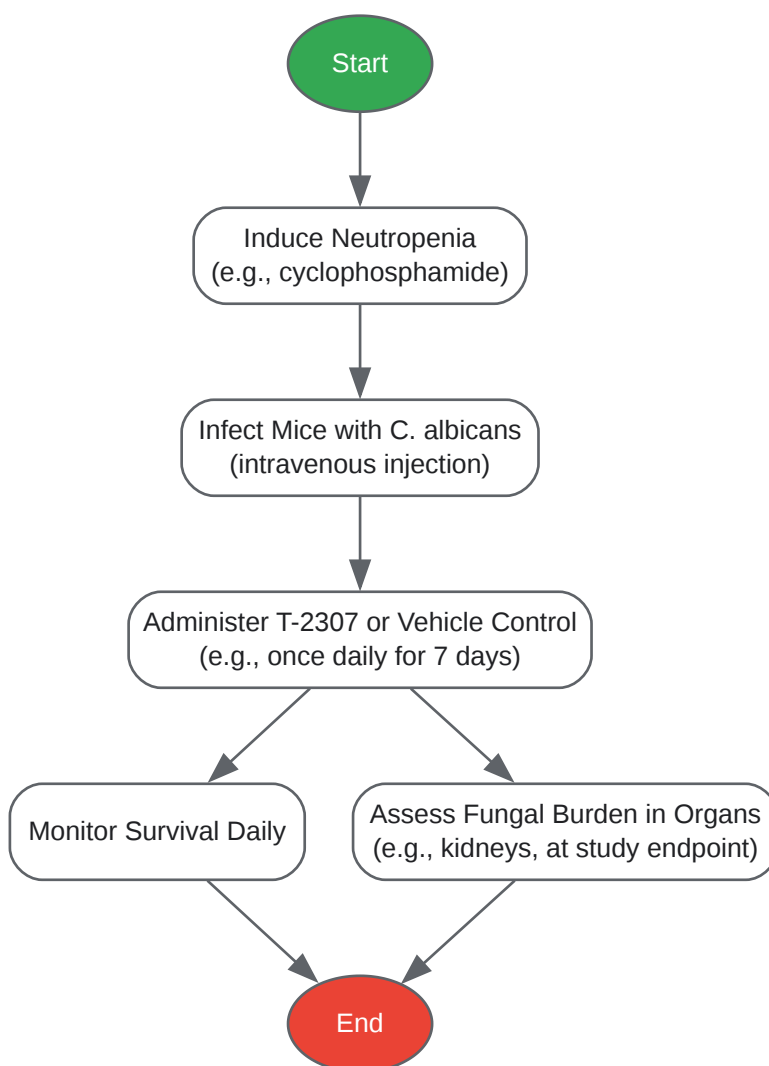 Start
Induce Neutropenia
(e.g., cyclophosphamide)
Infect Mice with C. albicans
(intravenous injection)
Administer T-2307 or Vehicle Control
(e.g., once daily for 7 days)
Monitor Survival Daily
Assess Fungal Burden in Organs
(e.g., kidneys, at study endpoint)
End